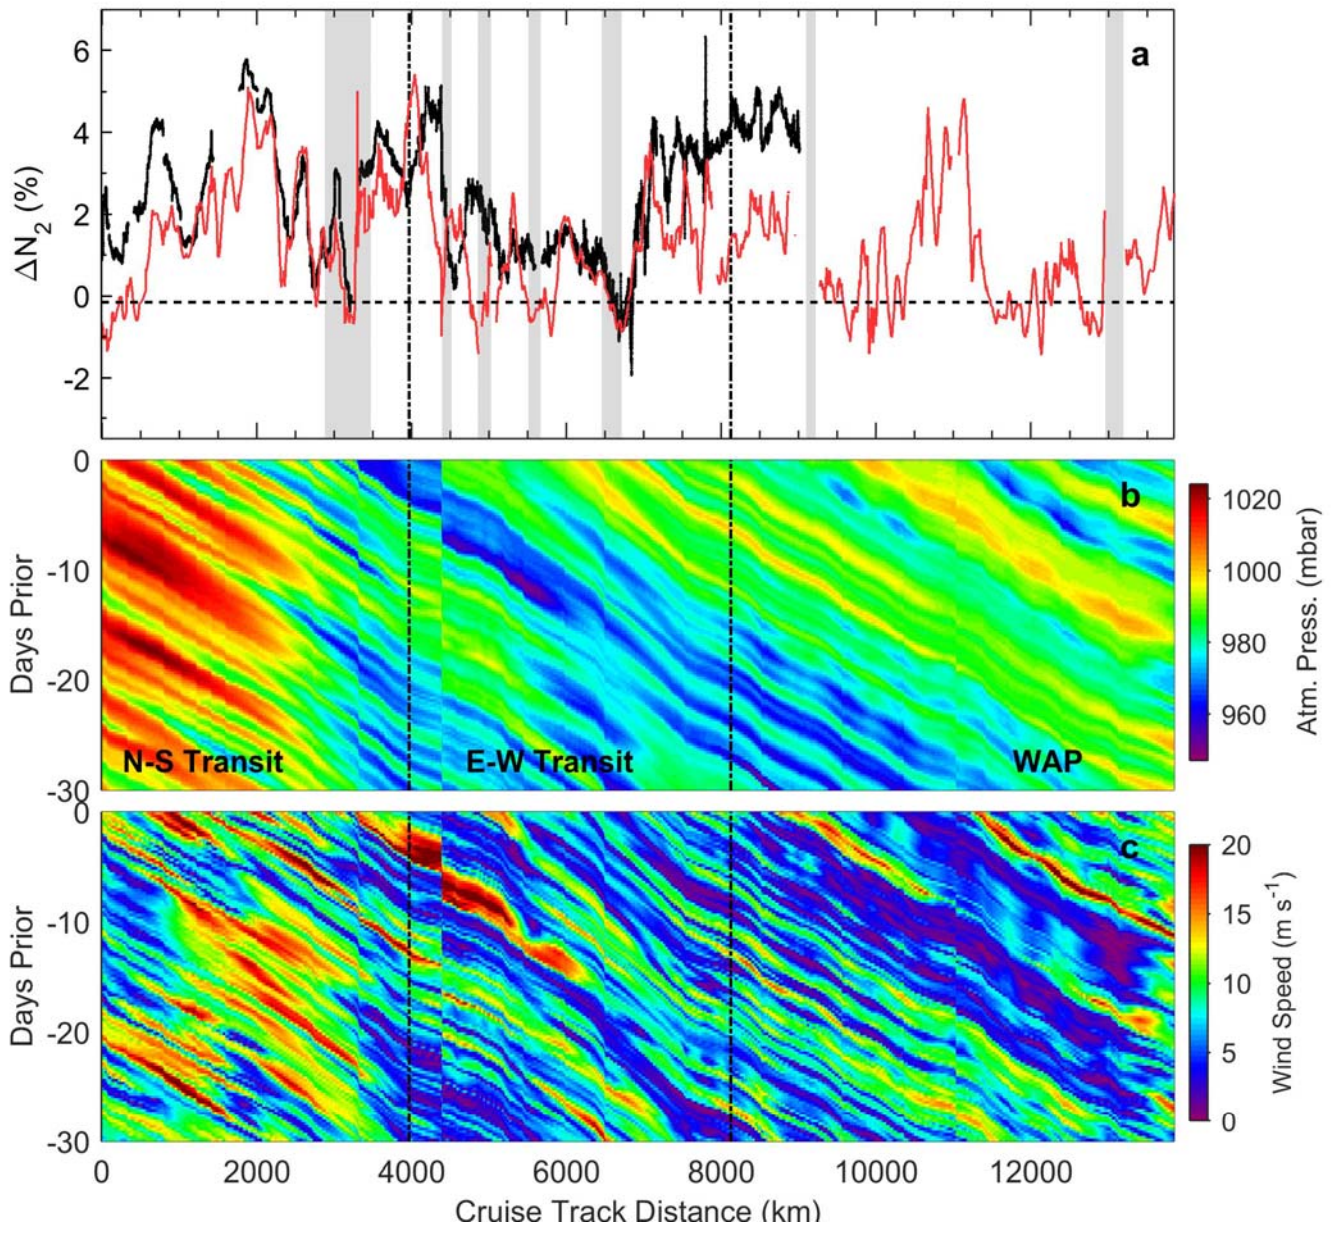 a
6
4
2
0
-2
ΔN2 (%)
b
0
-10
-20
-30
Days Prior
N-S Transit
E-W Transit
WAP
1020
1000
980
960
Atm. Press. (mbar)
c
0
-10
-20
-30
Days Prior
20
15
10
5
0
Wind Speed (m s-1)
0 2000 4000 6000 8000 10000 12000
Cruise Track Distance (km)